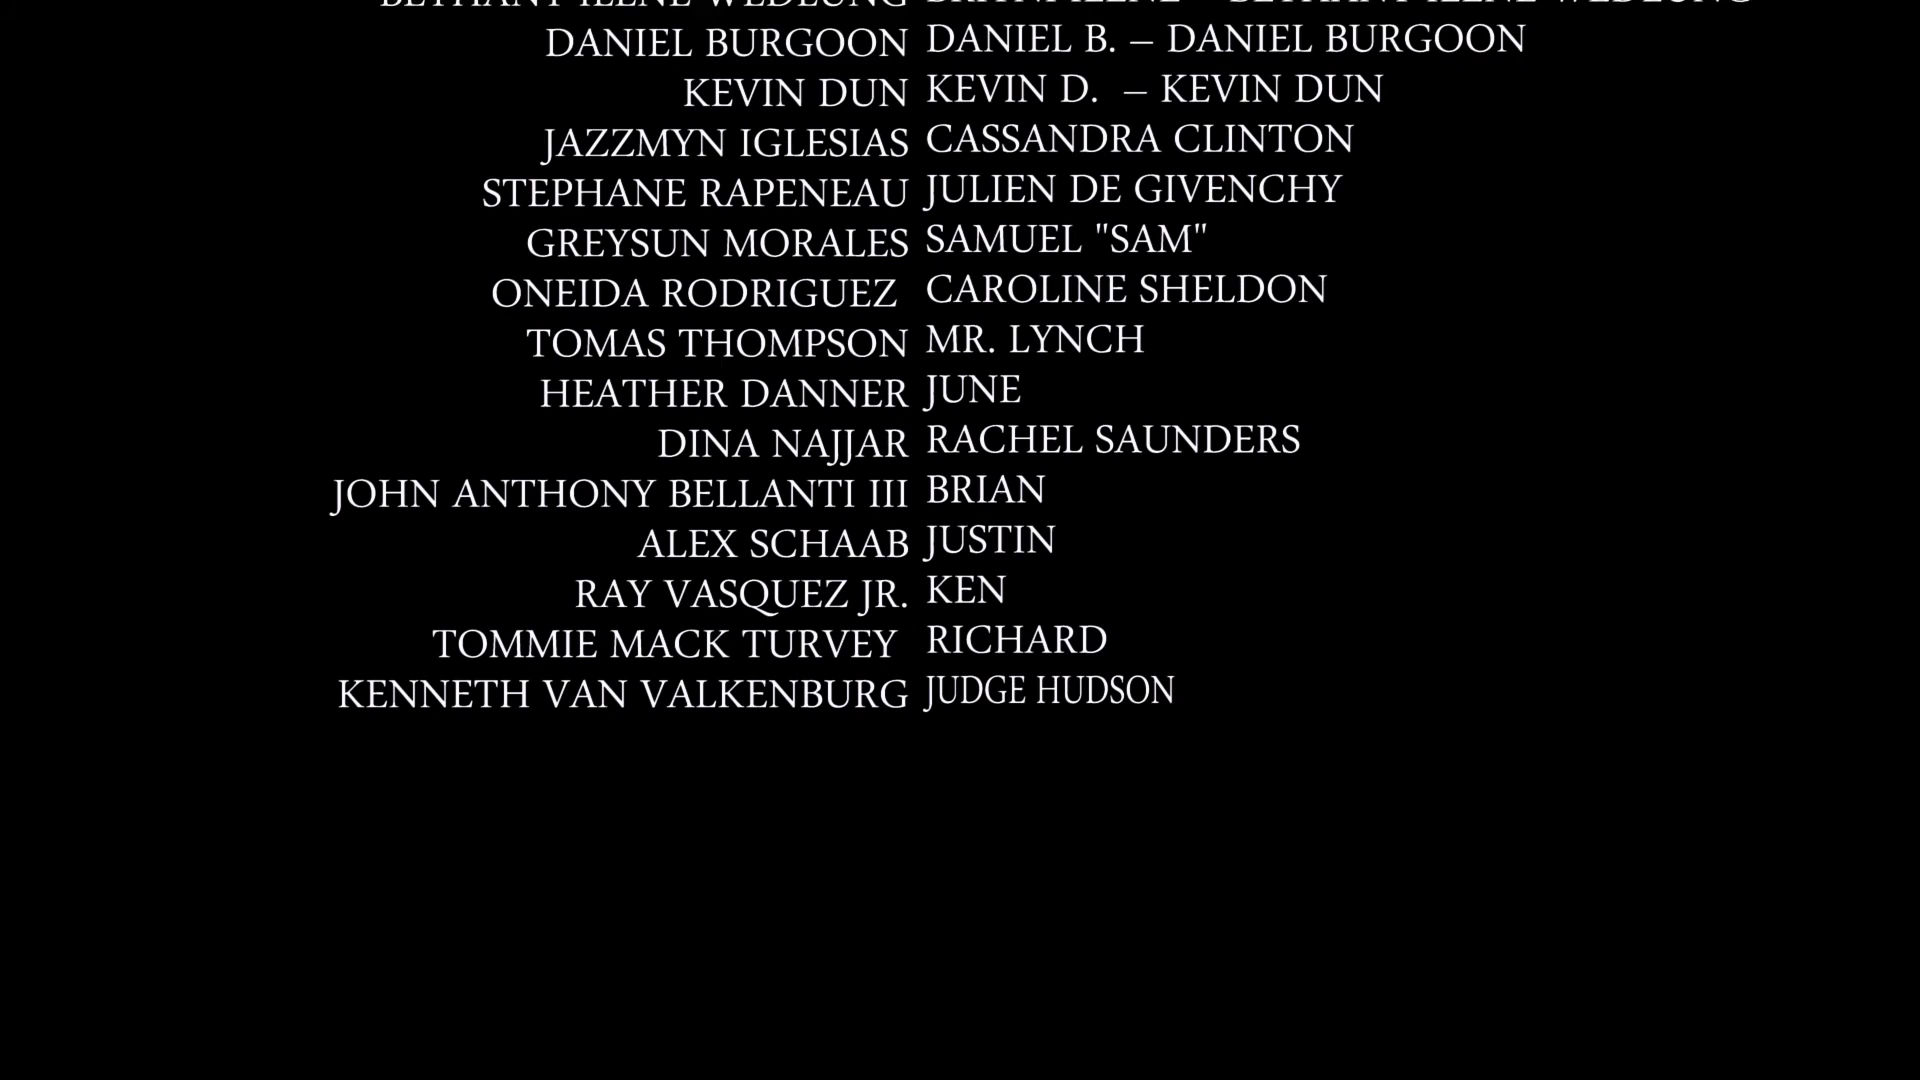 DANIEL BURGOON DANIEL B. – DANIEL BURGOON
KEVIN DUN KEVIN D. – KEVIN DUN
JAZZMYN IGLESIAS CASSANDRA CLINTON
STEPHANE RAPENEAU JULIEN DE GIVENCHY
GREYSUN MORALES SAMUEL "SAM"
ONEIDA RODRIGUEZ CAROLINE SHELDON
TOMAS THOMPSON MR. LYNCH
HEATHER DANNER JUNE
DINA NAJJAR RACHEL SAUNDERS
JOHN ANTHONY BELLANTI III BRIAN
ALEX SCHAAB JUSTIN
RAY VASQUEZ JR. KEN
TOMMIE MACK TURVEY RICHARD
KENNETH VAN VALKENBURG JUDGE HUDSON